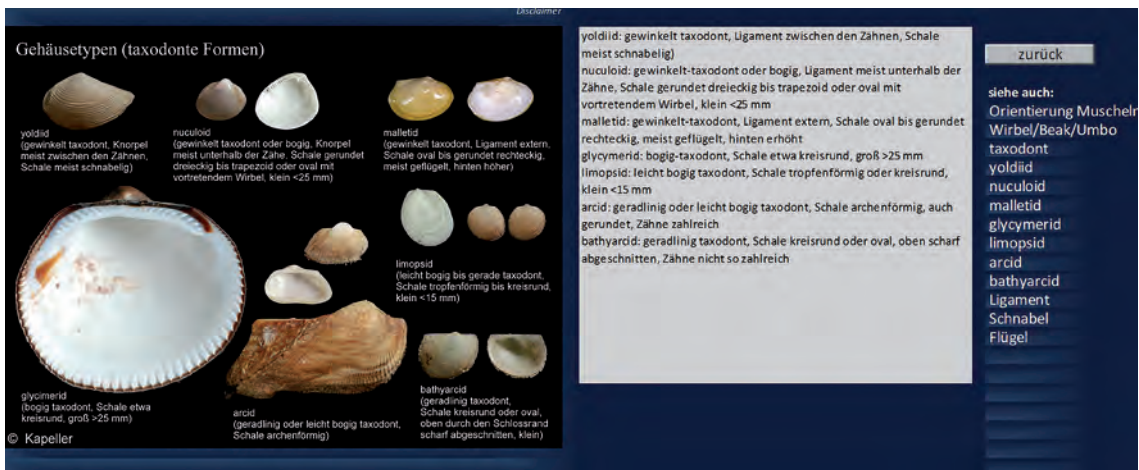 Disclaimer
Gehäusetypen (taxodonte Formen)
yoldiid
(gewinkelt taxodont, Knorpel
meist zwischen den Zähnen,
Schale meist schnabelig)
nuculoid
(gewinkelt taxodont oder bogig, Knorpel
meist unterhalb der Zähe. Schale gerundet
dreieckig bis trapezoid oder oval mit
vortretendem Wirbel, klein <25 mm)
malletid
(gewinkelt taxodont, Ligament extern,
Schale oval bis gerundet rechteckig,
meist geflügelt, hinten höher)
limopsid
(leicht bogig bis gerade taxodont,
Schale tropfenförmig bis kreisrund,
klein <15 mm)
glycimerid
(bogig taxodont, Schale etwa
kreisrund, groß >25 mm)
arcid
(geradlinig oder leicht bogig taxodont,
Schale archenförmig)
bathyarcid
(geradlinig taxodont,
Schale kreisrund oder oval,
oben durch den Schlossrand
scharf abgeschnitten, klein)
© Kapeller
yoldiid: gewinkelt taxodont, Ligament zwischen den Zähnen, Schale
meist schnabelig)
nuculoid: gewinkelt-taxodont oder bogig, Ligament meist unterhalb der
Zähne, Schale gerundet dreieckig bis trapezoid oder oval mit
vortretendem Wirbel, klein <25 mm
malletid: gewinkelt-taxodont, Ligament extern, Schale oval bis gerundet
rechteckig, meist geflügelt, hinten erhöht
glycymerid: bogig-taxodont, Schale etwa kreisrund, groß >25 mm
limopsid: leicht bogig taxodont, Schale tropfenförmig oder kreisrund,
klein <15 mm
arcid: geradlinig oder leicht bogig taxodont, Schale archenförmig, auch
gerundet, Zähne zahlreich
bathyarcid: geradlinig taxodont, Schale kreisrund oder oval, oben scharf
abgeschnitten, Zähne nicht so zahlreich
zurück
siehe auch:
Orientierung Muscheln
Wirbel/Beak/Umbo
taxodont
yoldiid
nuculoid
malletid
glycymerid
limopsid
arcid
bathyarcid
Ligament
Schnabel
Flügel